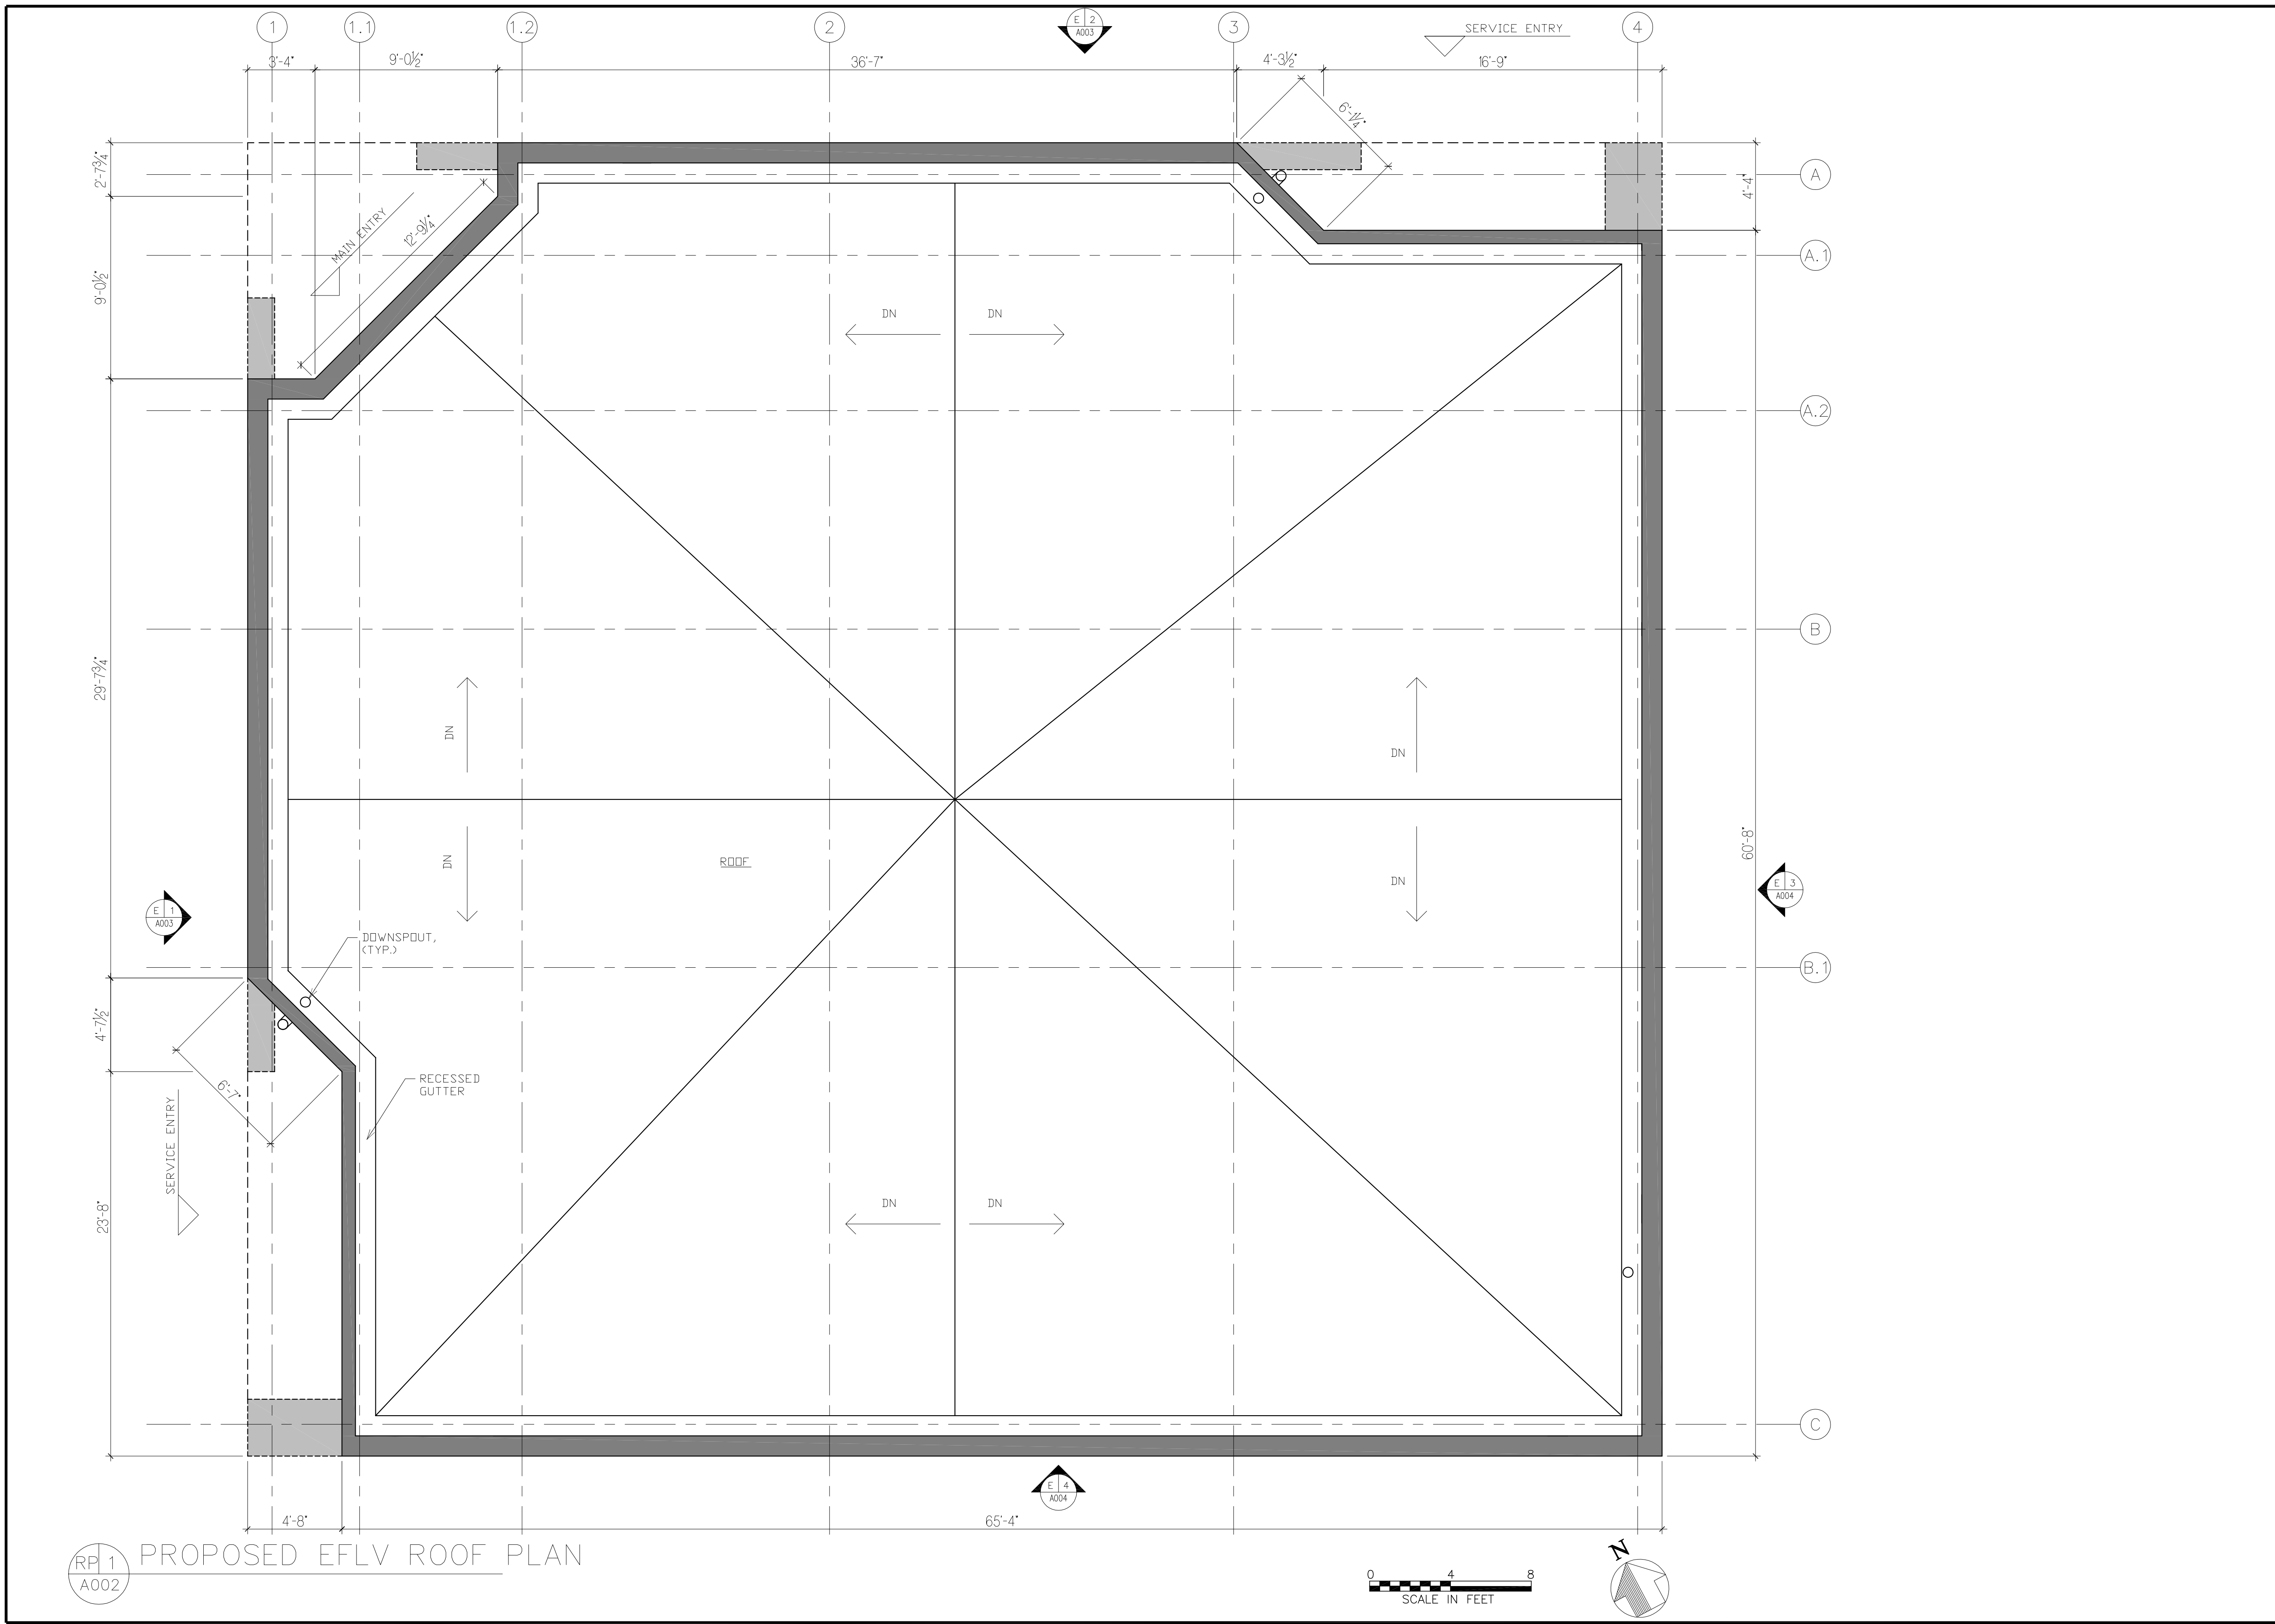 1
1.1
1.2
2
E 2
A003
3
SERVICE ENTRY
4
3'-4"
9'-0½"
36'-7"
4'-3½"
16'-9"
6'-1¼"
2'-7¾"
A
4'-4"
MAIN ENTRY
12'-9¼"
A.1
9'-0½"
DN
DN
A.2
B
29'-7¾"
DN
DN
DN
ROOF
DN
60'-8"
E 1
A003
E 3
A004
DOWNSPOUT,
(TYP.)
B.1
4'-7½"
RECESSED
GUTTER
6'-7"
SERVICE ENTRY
23'-8"
DN
DN
C
E 4
A004
4'-8"
65'-4"
RP 1
A002
PROPOSED EFLV ROOF PLAN
0 4 8
SCALE IN FEET
N